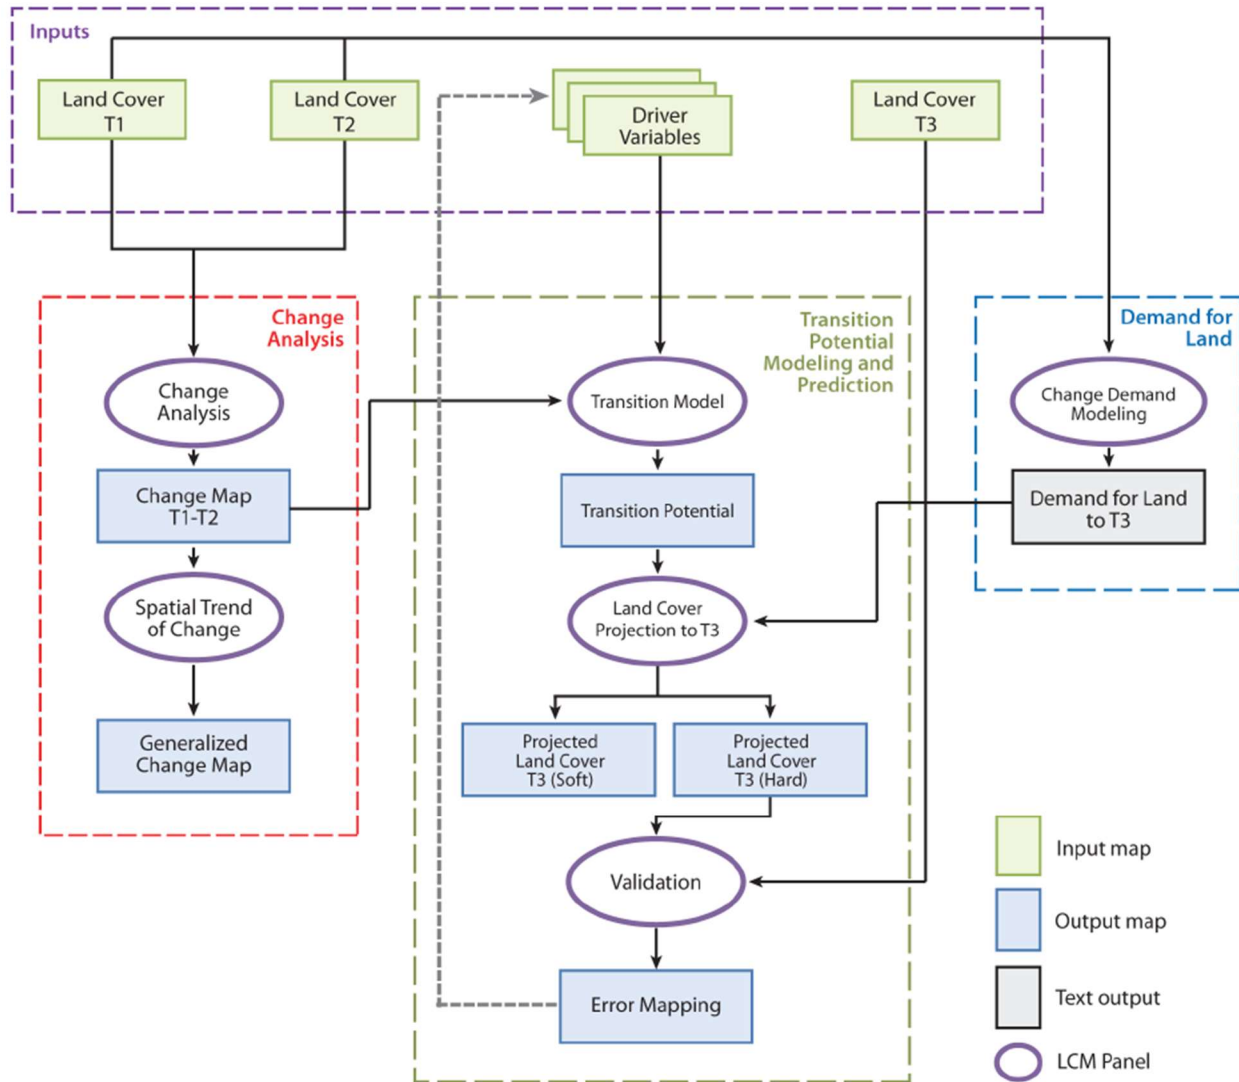 Inputs
Land Cover
T1
Land Cover
T2
Driver
Variables
Land Cover
T3
Change
Analysis
Change
Analysis
Change Map
T1-T2
Spatial Trend
of Change
Generalized
Change Map
Transition
Potential
Modeling and
Prediction
Transition Model
Transition Potential
Land Cover
Projection to T3
Projected
Land Cover
T3 (Soft)
Projected
Land Cover
T3 (Hard)
Validation
Error Mapping
Demand for
Land
Change Demand
Modeling
Demand for Land
to T3
Input map
Output map
Text output
LCM Panel